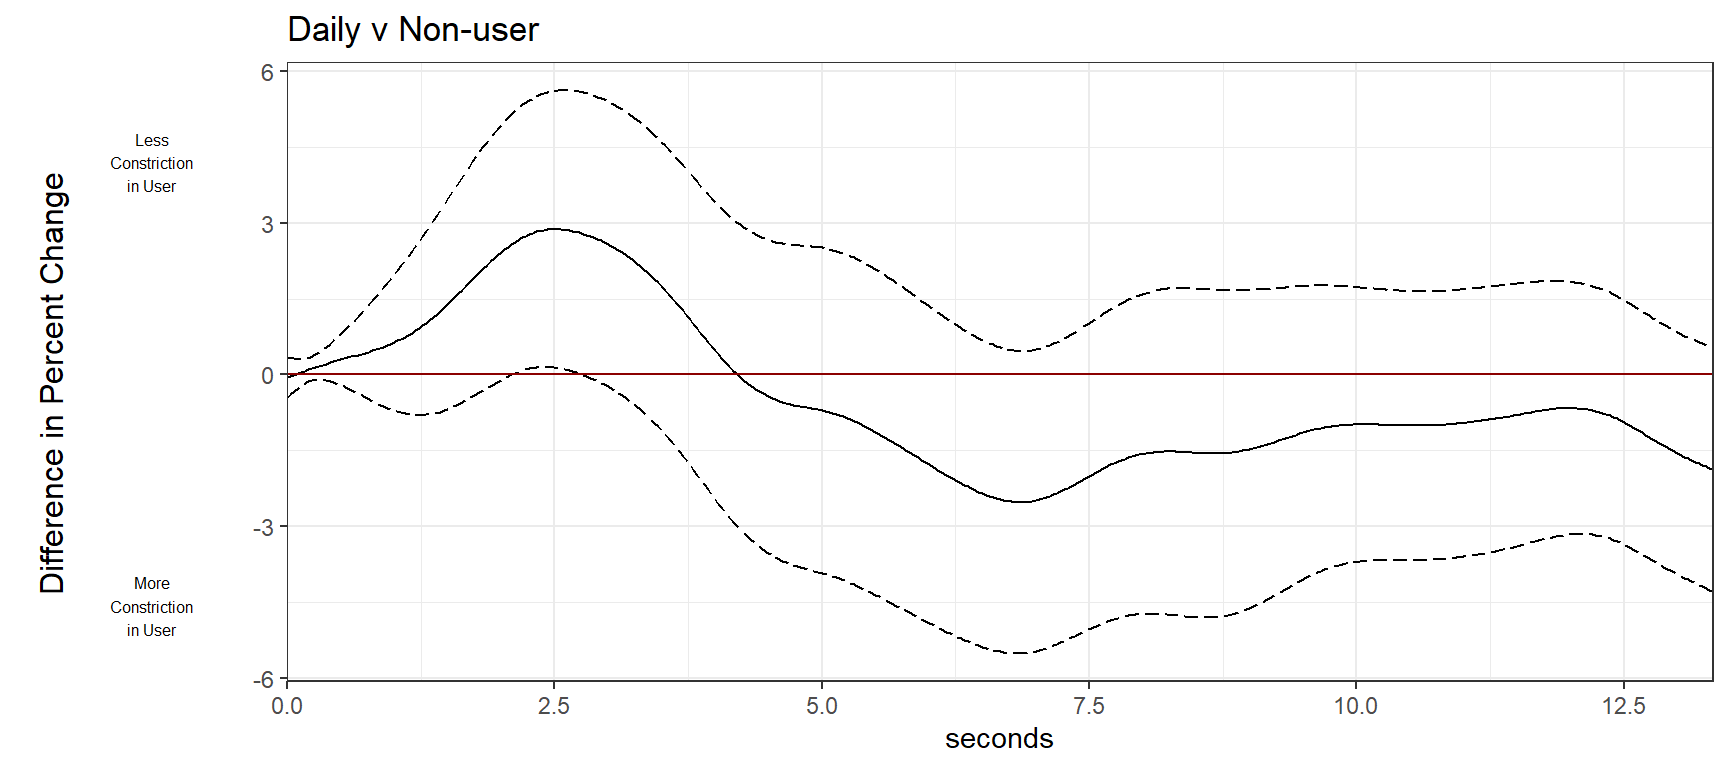 Daily v Non-user
Difference in Percent Change
Less
Constriction
in User
More
Constriction
in User
6
3
0
-3
-6
0.0
2.5
5.0
7.5
10.0
12.5
seconds